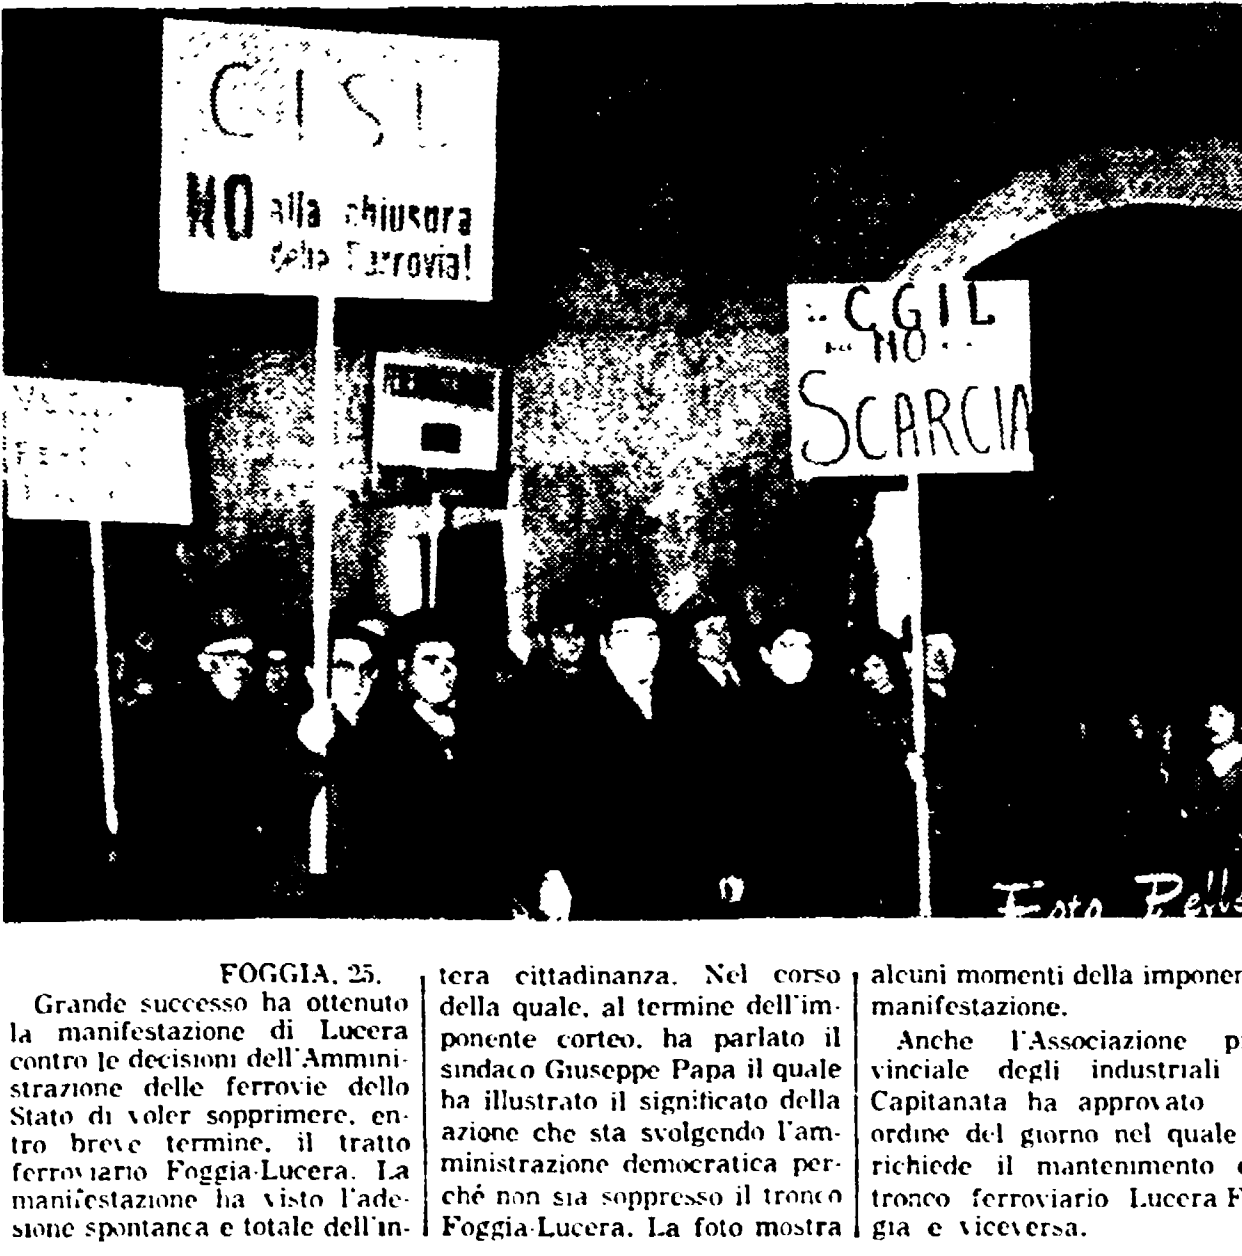 CISL
NO alla chiusura
della Ferrovia!
CGIL
NO
SCARCIA
Foto
FOGGIA, 25.
Grande successo ha ottenuto
la manifestazione di Lucera
contro le decisioni dell'Ammini-
strazione delle ferrovie dello
Stato di voler sopprimere, en-
tro breve termine, il tratto
ferroviario Foggia-Lucera. La
manifestazione ha visto l'ade-
sione spontanea e totale dell'in-
tera cittadinanza. Nel corso
della quale, al termine dell'im-
ponente corteo, ha parlato il
sindaco Giuseppe Papa il quale
ha illustrato il significato della
azione che sta svolgendo l'am-
ministrazione democratica per-
ché non sia soppresso il tronco
Foggia-Lucera. La foto mostra
alcuni momenti della imponen
manifestazione.
Anche l'Associazione p
vinciale degli industriali
Capitanata ha approvato
ordine del giorno nel quale
richiede il mantenimento
tronco ferroviario Lucera F
gia e viceversa.